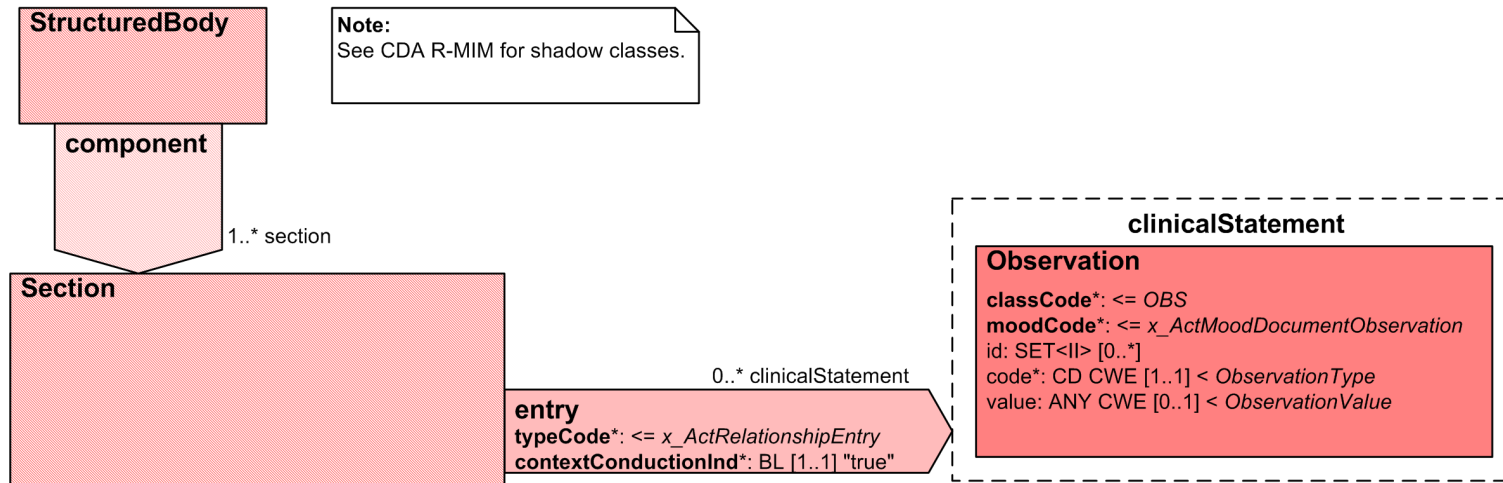 StructuredBody
Note:
See CDA R-MIM for shadow classes.
component
1..* section
Section
0..* clinicalStatement
entry
typeCode*: <= x_ActRelationshipEntry
contextConductionInd*: BL [1..1] "true"
clinicalStatement
Observation
classCode*: <= OBS
moodCode*: <= x_ActMoodDocumentObservation
id: SET<II> [0..*]
code*: CD CWE [1..1] < ObservationType
value: ANY CWE [0..1] < ObservationValue